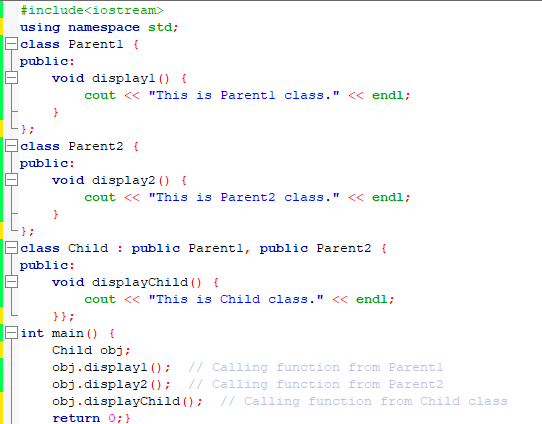 #include<iostream>
using namespace std;
class Parent1 {
public:
    void display1() {
        cout << "This is Parent1 class." << endl;
    }
};
class Parent2 {
public:
    void display2() {
        cout << "This is Parent2 class." << endl;
    }
};
class Child : public Parent1, public Parent2 {
public:
    void displayChild() {
        cout << "This is Child class." << endl;
    }};
int main() {
    Child obj;
    obj.display1();  // Calling function from Parent1
    obj.display2();  // Calling function from Parent2
    obj.displayChild();  // Calling function from Child class
    return 0;}